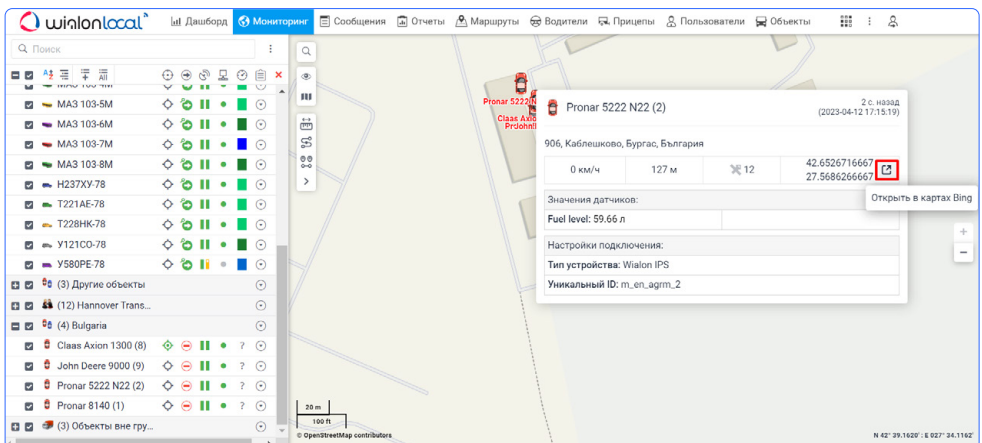 wialonlocal
Дашборд
Мониторинг
Сообщения
Отчеты
Маршруты
Водители
Прицепы
Пользователи
Объекты
Поиск
МАЗ 103-5М
МАЗ 103-6М
МАЗ 103-7М
МАЗ 103-8М
Н237ХУ-78
Т221АЕ-78
Т228НК-78
У121СО-78
У580РЕ-78
(3) Другие объекты
(12) Hannover Trans...
(4) Bulgaria
Claas Axion 1300 (8)
?
John Deere 9000 (9)
?
Pronar 5222 N22 (2)
?
Pronar 8140 (1)
?
(3) Объекты вне гру...
Pronar 5222 N
Claas Axio
Pronar 5222 N22 (2)
2 с. назад
(2023-04-12 17:15:19)
906, Каблешково, Бургас, България
0 км/ч
127 м
12
42.6526716667
27.5686266667
Открыть в картах Bing
Значения датчиков:
Fuel level: 59.66 л
Настройки подключения:
Тип устройства: Wialon IPS
Уникальный ID: m_en_agrm_2
+
−
20 m
100 ft
© OpenStreetMap contributors
N 42° 39.1620' : E 027° 34.1162'